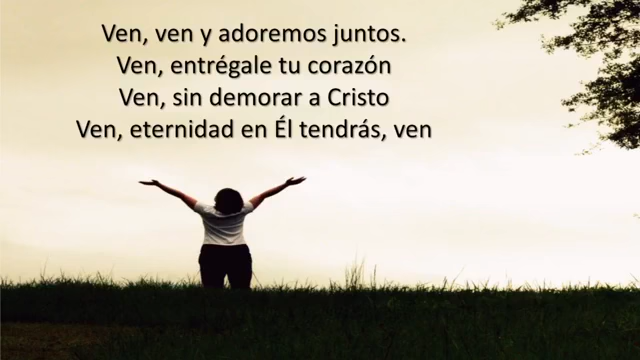 Ven, ven y adoremos juntos.
Ven, entrégale tu corazón
Ven, sin demorar a Cristo
Ven, eternidad en Él tendrás, ven